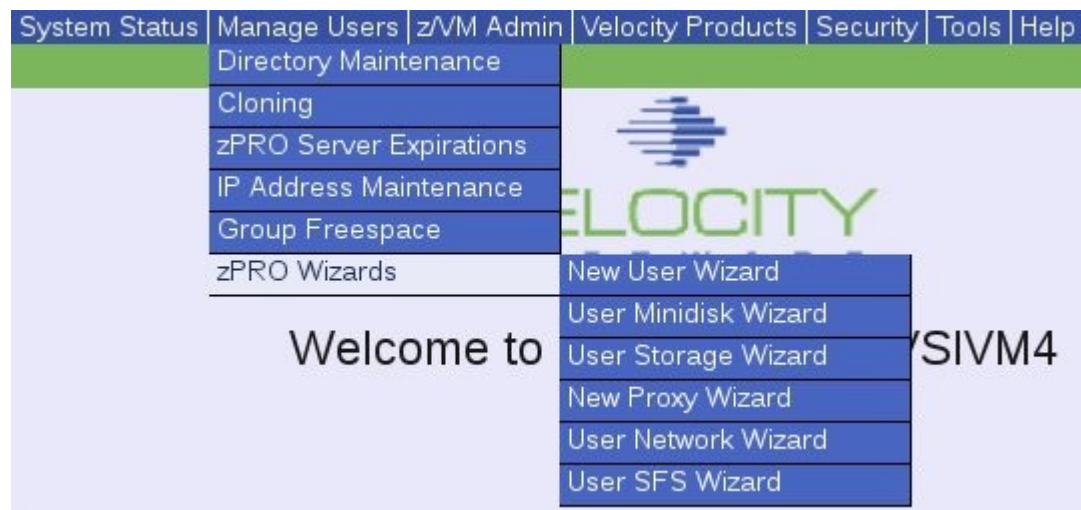 System Status Manage Users z/VM Admin Velocity Products Security Tools Help
Directory Maintenance
Cloning
zPRO Server Expirations
IP Address Maintenance
Group Freespace
ELOCITY
zPRO Wizards
New User Wizard
User Minidisk Wizard
Welcome to
User Storage Wizard
VSIVM4
New Proxy Wizard
User Network Wizard
User SFS Wizard